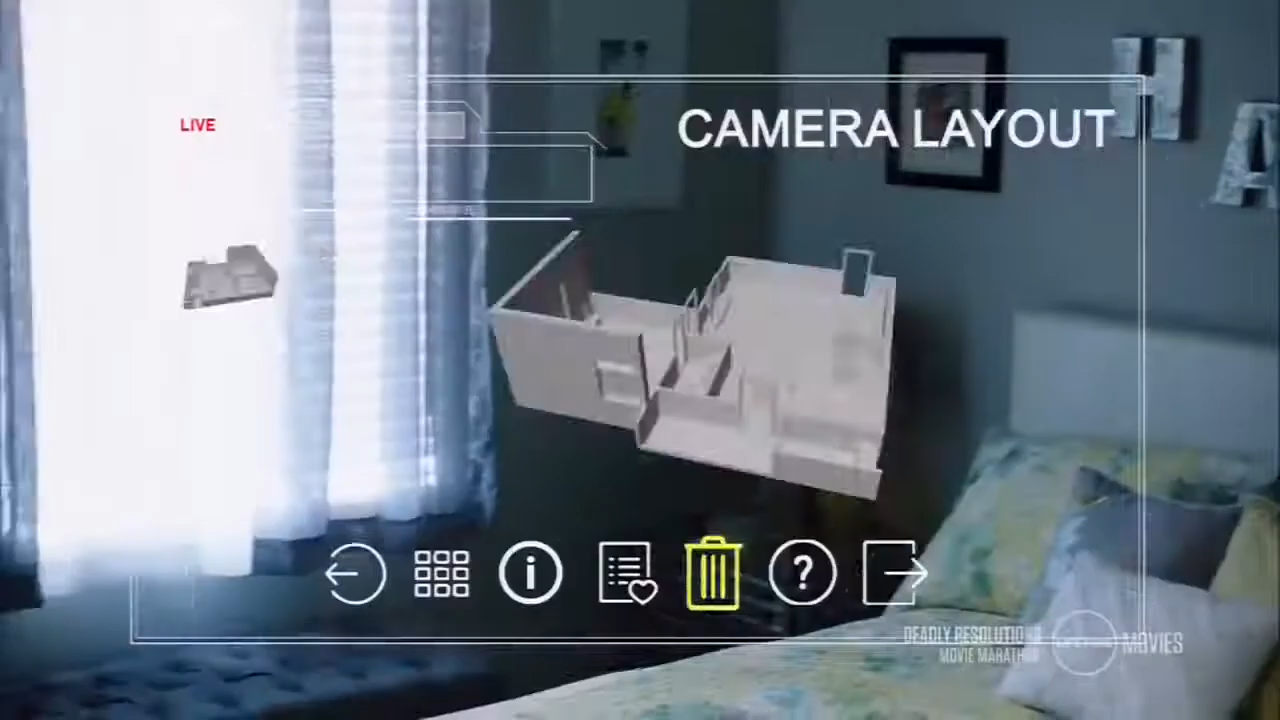 LIVE
CAMERA LAYOUT
H
A
i
?
DEADLY RESOLUTIONS
MOVIE MARATHON
MOVIES